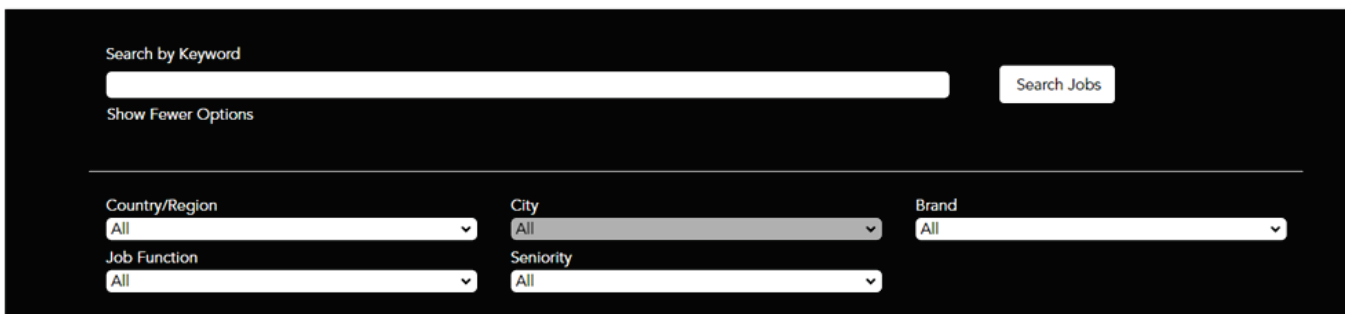 Search by Keyword
Search Jobs
Show Fewer Options
Country/Region City Brand
All All All
Job Function Seniority
All All